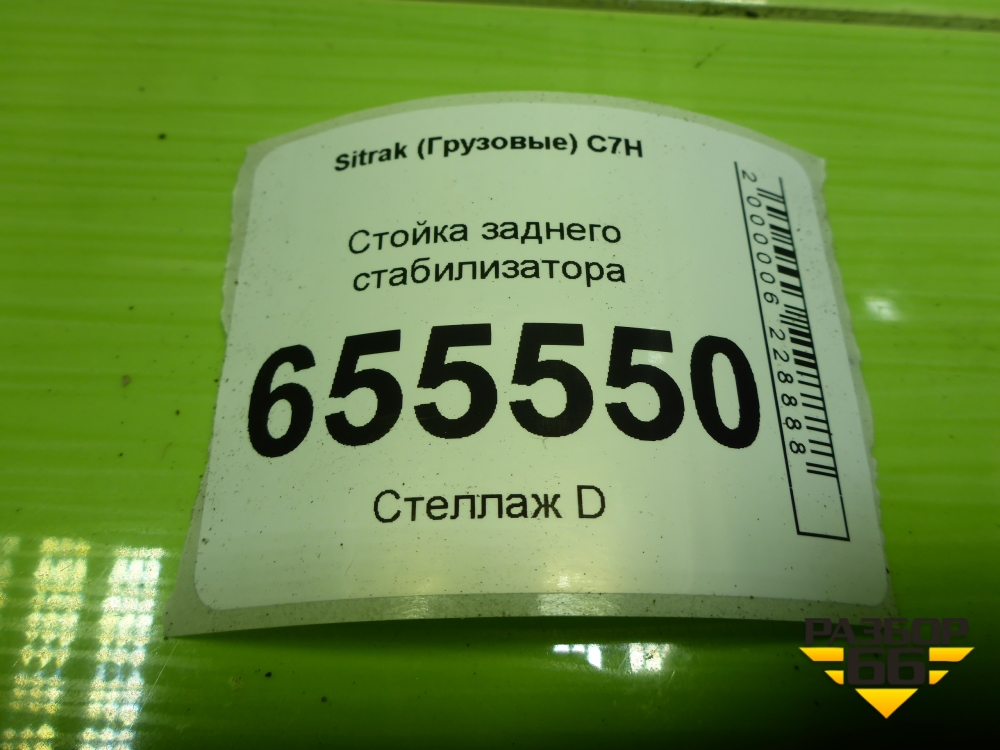 Sitrak (Грузовые) C7H
Стойка заднего
стабилизатора
655550
Стеллаж D
2000006228888
РАЗБОР
66